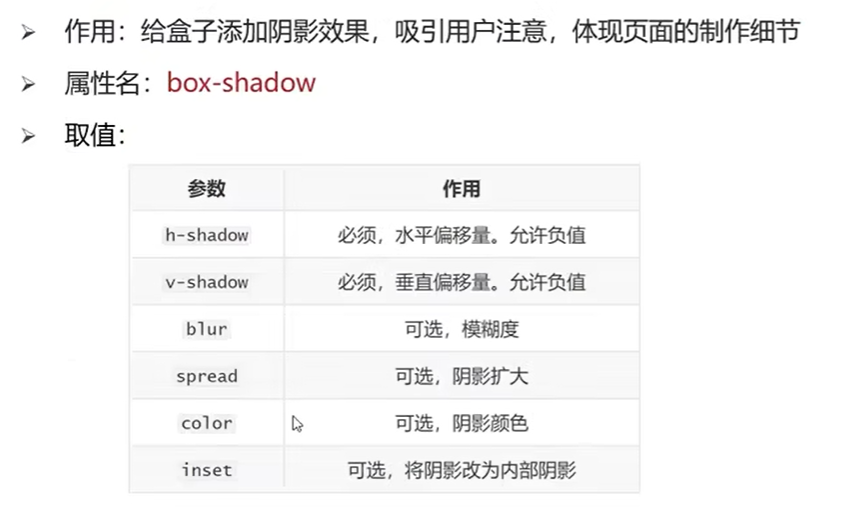 作用：给盒子添加阴影效果，吸引用户注意，体现页面的制作细节
属性名：box-shadow
取值：
参数 作用
h-shadow 必须，水平偏移量。允许负值
v-shadow 必须，垂直偏移量。允许负值
blur 可选，模糊度
spread 可选，阴影扩大
color 可选，阴影颜色
inset 可选，将阴影改为内部阴影